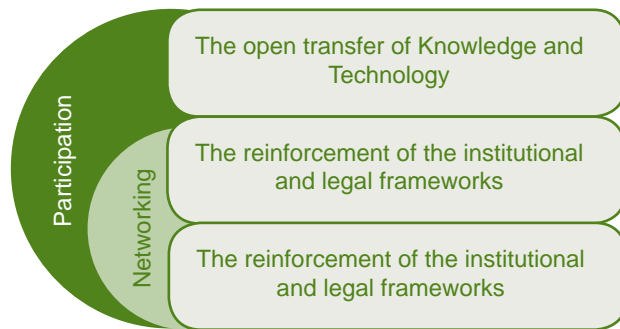 Participation
Networking
The open transfer of Knowledge and
Technology
The reinforcement of the institutional
and legal frameworks
The reinforcement of the institutional
and legal frameworks